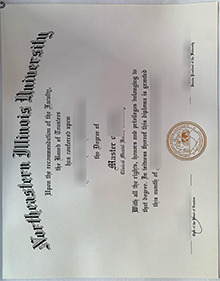 Northeastern Illinois University
Upon the recommendation of the Faculty,
the Board of Trustees
has conferred upon
the Degree of
Master
Clinical Mental
With all the rights, honors and privileges belonging to
that degree. In witness thereof this diploma is granted
this month of